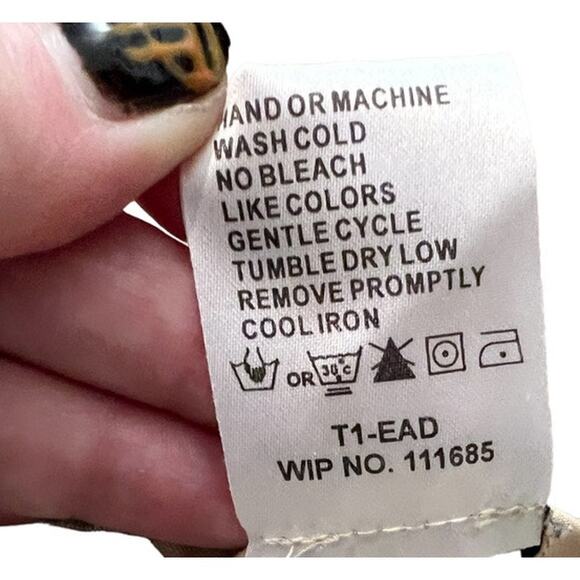 HAND OR MACHINE
WASH COLD
NO BLEACH
LIKE COLORS
GENTLE CYCLE
TUMBLE DRY LOW
REMOVE PROMPTLY
COOL IRON
OR 30°C
T1-EAD
WIP NO. 111685